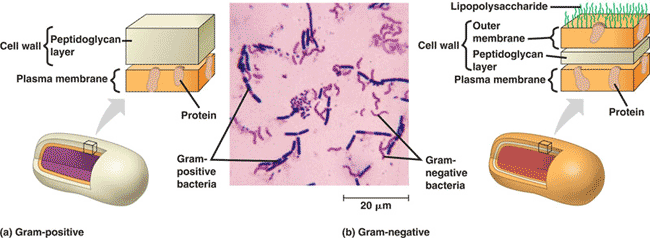 Cell wall
Peptidoglycan
layer
Plasma membrane
Protein
(a) Gram-positive
Gram-
positive
bacteria
Gram-
negative
bacteria
20 µm
Lipopolysaccharide
Outer
membrane
Cell wall
Peptidoglycan
layer
Plasma membrane
Protein
(b) Gram-negative